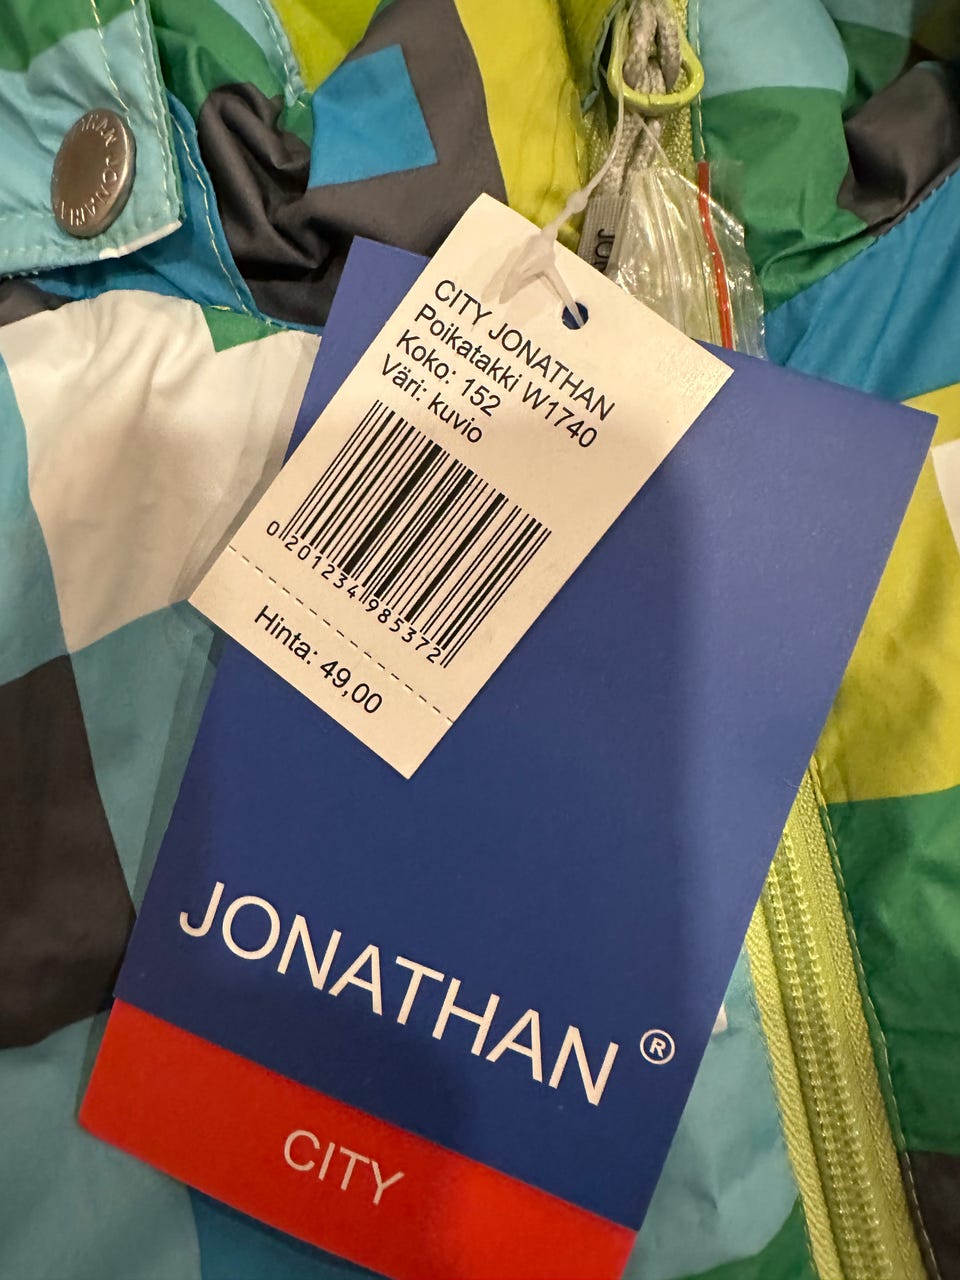 CITY JONATHAN
Poikatakki W1740
Koko: 152
Väri: kuvio
0 201234 985372
Hinta: 49,00
JONATHAN ®
CITY